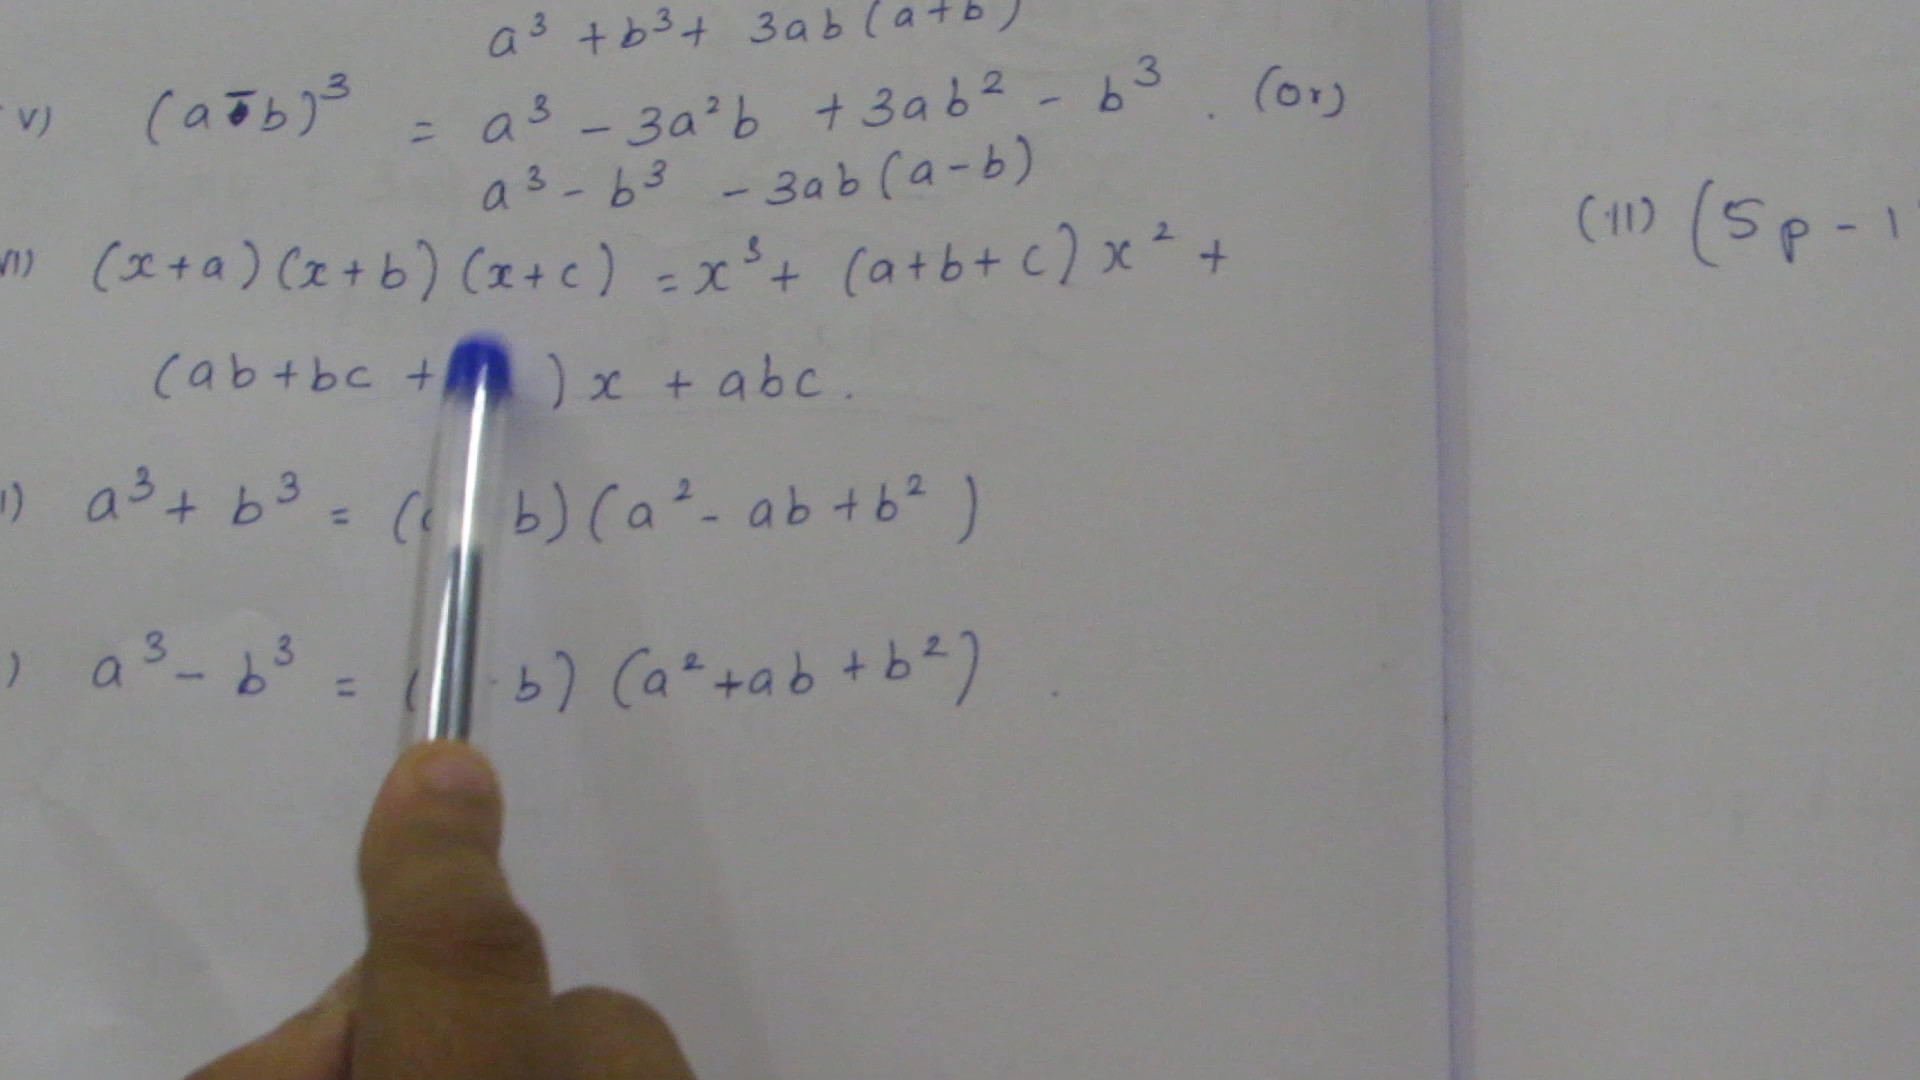 a³ + b³ + 3ab (a+b)
v) (a - b)³ = a³ - 3a²b + 3ab² - b³ . (or)
a³ - b³ - 3ab (a-b)
(x+a) (x+b) (x+c) = x³ + (a+b+c) x² +
(ab+bc + ) x + abc .
a³ + b³ = ( b) (a² - ab + b² )
a³ - b³ = ( - b) (a² + ab + b²) .
(ii) (5p - 1